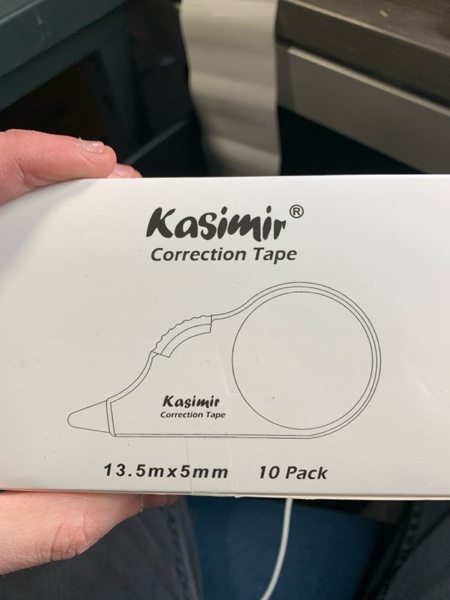 Kasimir®
Correction Tape
Kasimir
Correction Tape
13.5mx5mm 10 Pack